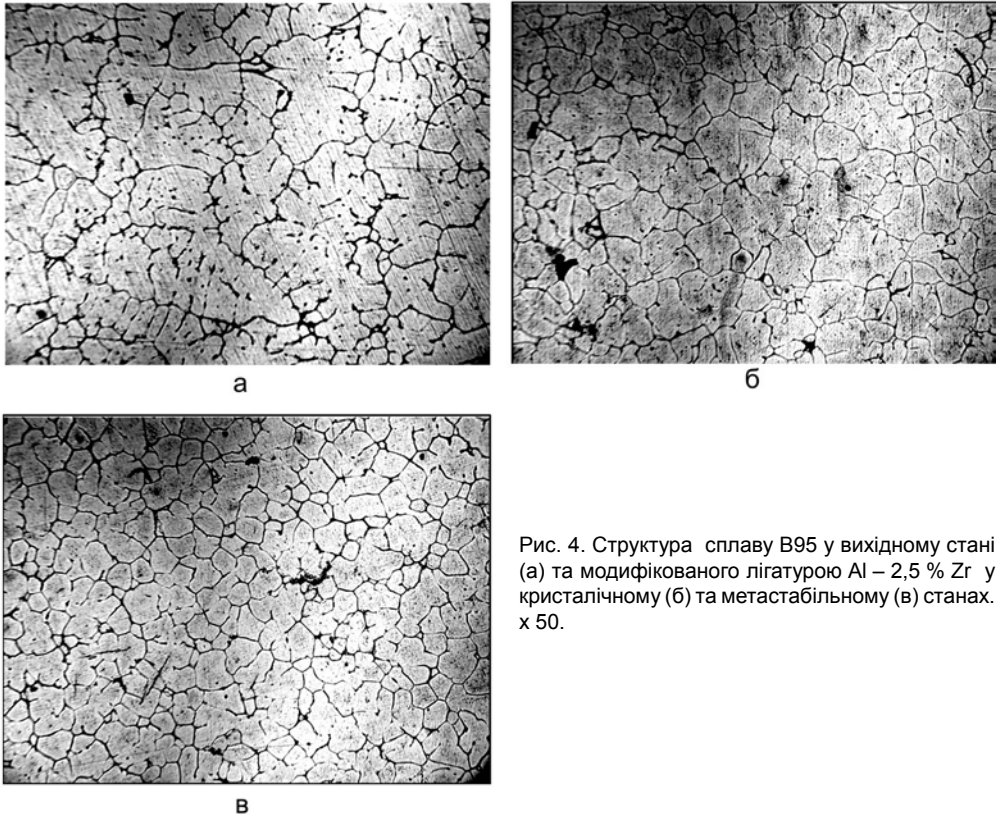 а
б
в
Рис. 4. Структура сплаву В95 у вихідному стані
(а) та модифікованого лігатурою Al – 2,5 % Zr у
кристалічному (б) та метастабільному (в) станах.
х 50.